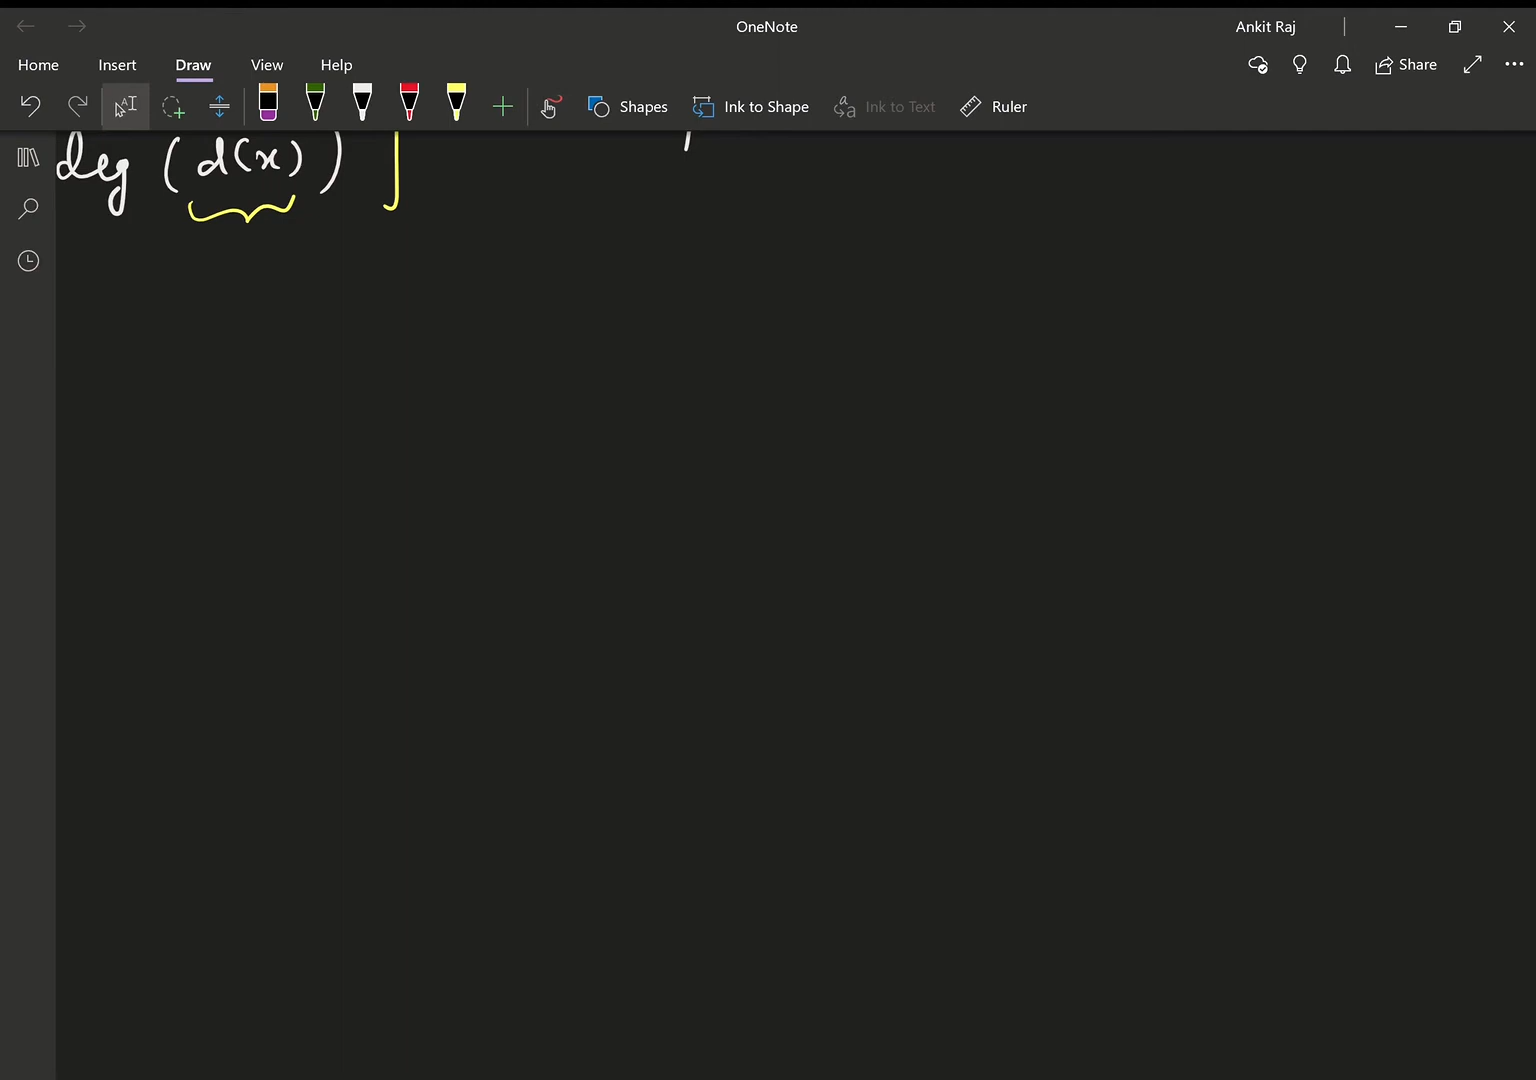 OneNote
Ankit Raj
Home Insert Draw View Help
Share
Shapes Ink to Shape Ink to Text Ruler
deg (d(x)) ]